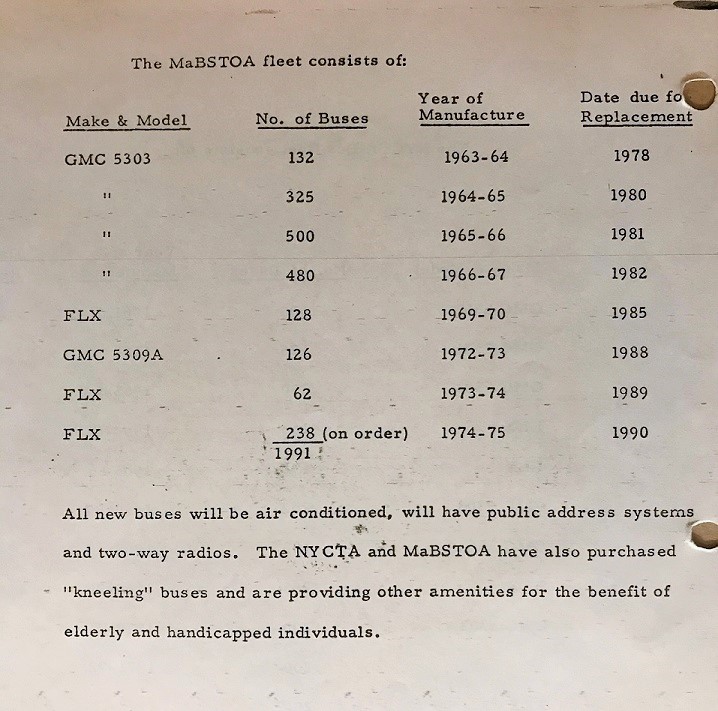 The MaBSTOA fleet consists of:
Make & Model No. of Buses Year of Manufacture Date due for Replacement
GMC 5303 132 1963-64 1978
" 325 1964-65 1980
" 500 1965-66 1981
" 480 1966-67 1982
FLX 128 1969-70 1985
GMC 5309A 126 1972-73 1988
FLX 62 1973-74 1989
FLX 238 (on order) 1974-75 1990
1991
All new buses will be air conditioned, will have public address systems
and two-way radios. The NYCTA and MaBSTOA have also purchased
"kneeling" buses and are providing other amenities for the benefit of
elderly and handicapped individuals.